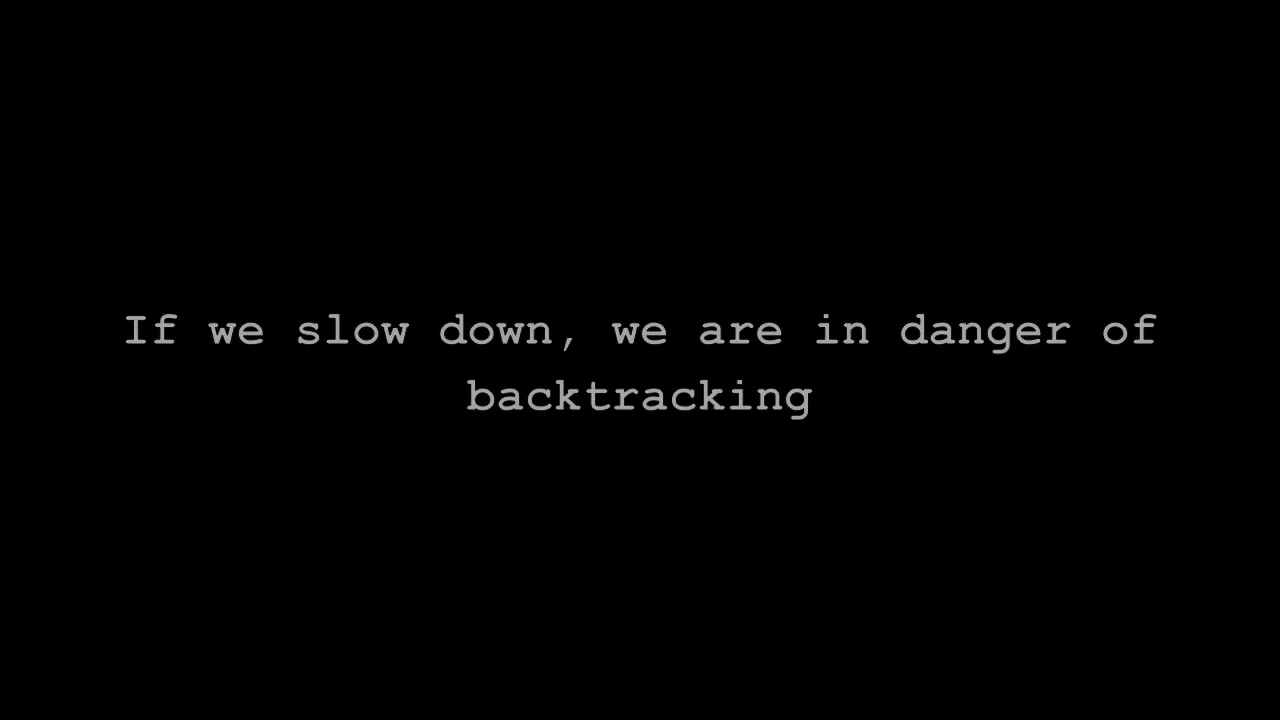 If we slow down, we are in danger of
backtracking